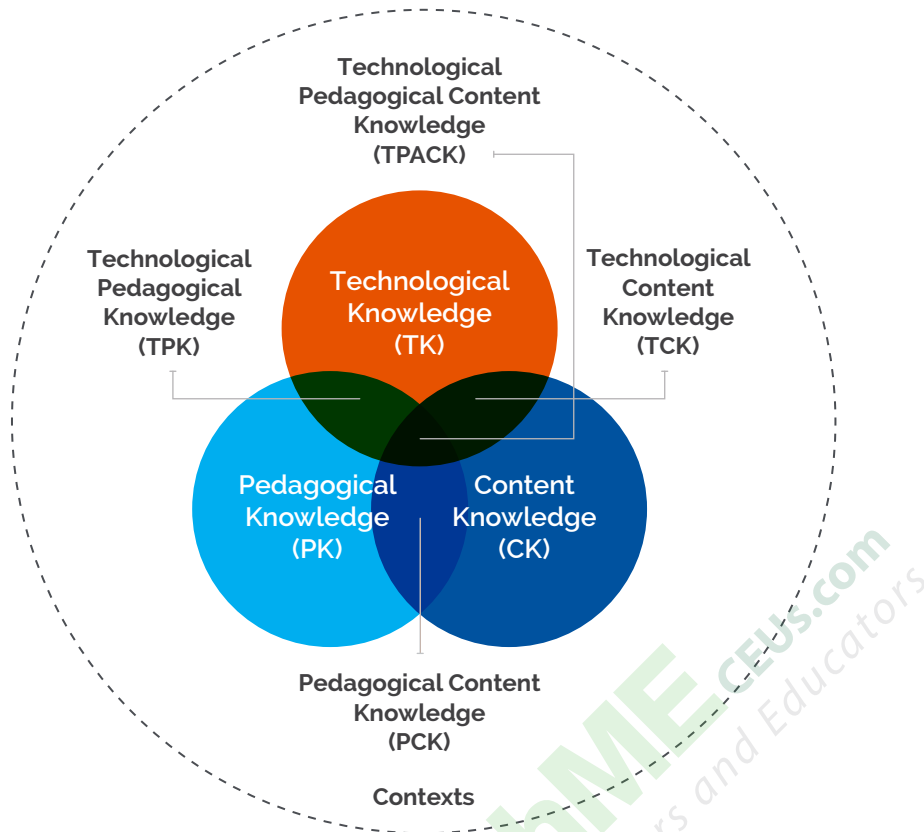 Technological
Pedagogical Content
Knowledge
(TPACK)
Technological
Pedagogical
Knowledge
(TPK)
Technological
Knowledge
(TK)
Technological
Content
Knowledge
(TCK)
Pedagogical
Knowledge
(PK)
Content
Knowledge
(CK)
Pedagogical Content
Knowledge
(PCK)
Contexts
CEUs.com
and Educators